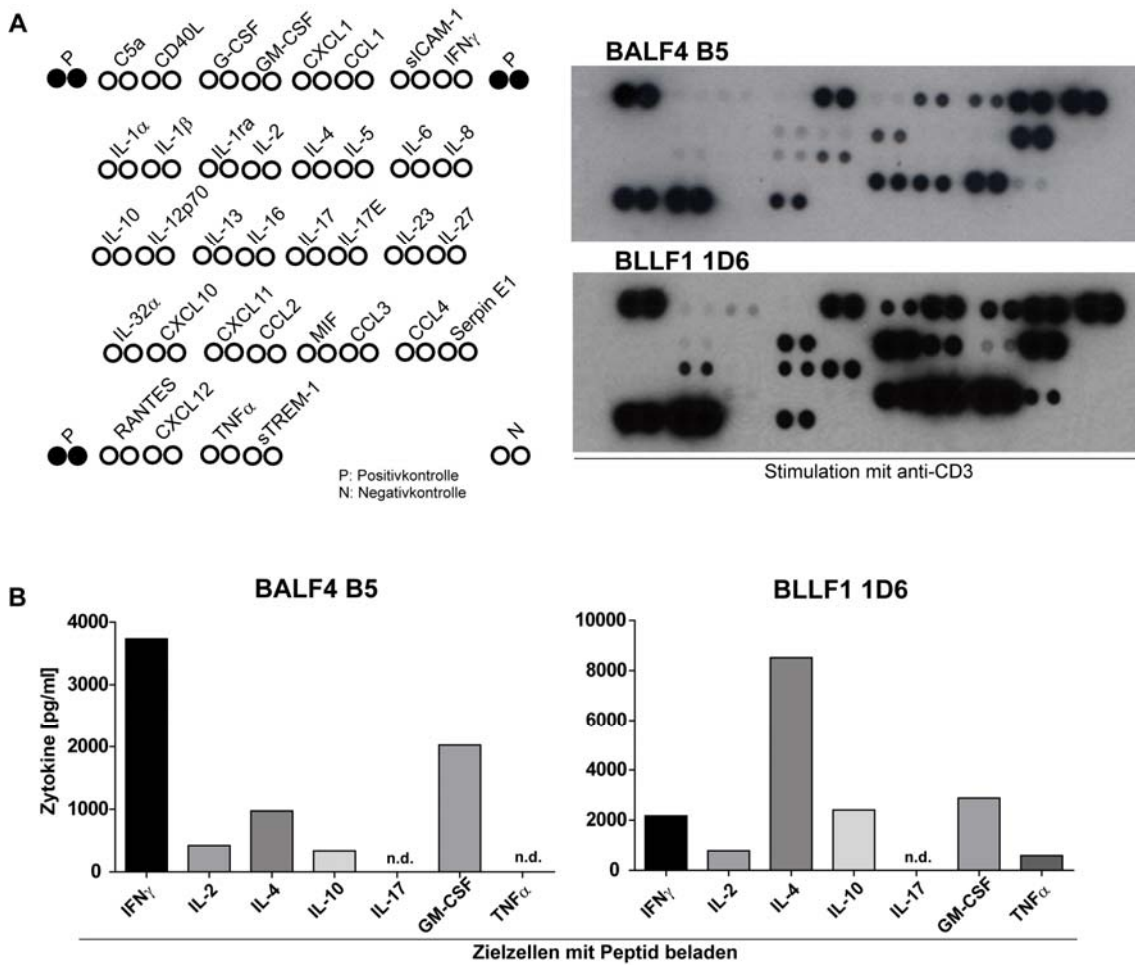 A
P C5a CD40L G-CSF GM-CSF CXCL1 CCL1 sICAM-1 IFNγ P
IL-1α IL-1β IL-1ra IL-2 IL-4 IL-5 IL-6 IL-8
IL-10 IL-12p70 IL-13 IL-16 IL-17 IL-17E IL-23 IL-27
IL-32α CXCL10 CXCL11 CCL2 MIF CCL3 CCL4 Serpin E1
P RANTES CXCL12 TNFα sTREM-1 N
P: Positivkontrolle
N: Negativkontrolle
BALF4 B5
BLLF1 1D6
Stimulation mit anti-CD3
B
BALF4 B5
Zytokine [pg/ml]
4000
3000
2000
1000
0
n.d. n.d.
IFNγ IL-2 IL-4 IL-10 IL-17 GM-CSF TNFα
BLLF1 1D6
10000
8000
6000
4000
2000
0
n.d.
IFNγ IL-2 IL-4 IL-10 IL-17 GM-CSF TNFα
Zielzellen mit Peptid beladen